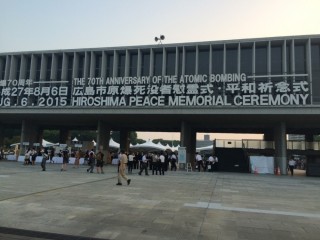 70周年 THE 70TH ANNIVERSARY OF THE ATOMIC BOMBING
平成27年8月6日 広島市原爆死没者慰霊式・平和祈念式
AUG.6.2015 HIROSHIMA PEACE MEMORIAL CEREMONY